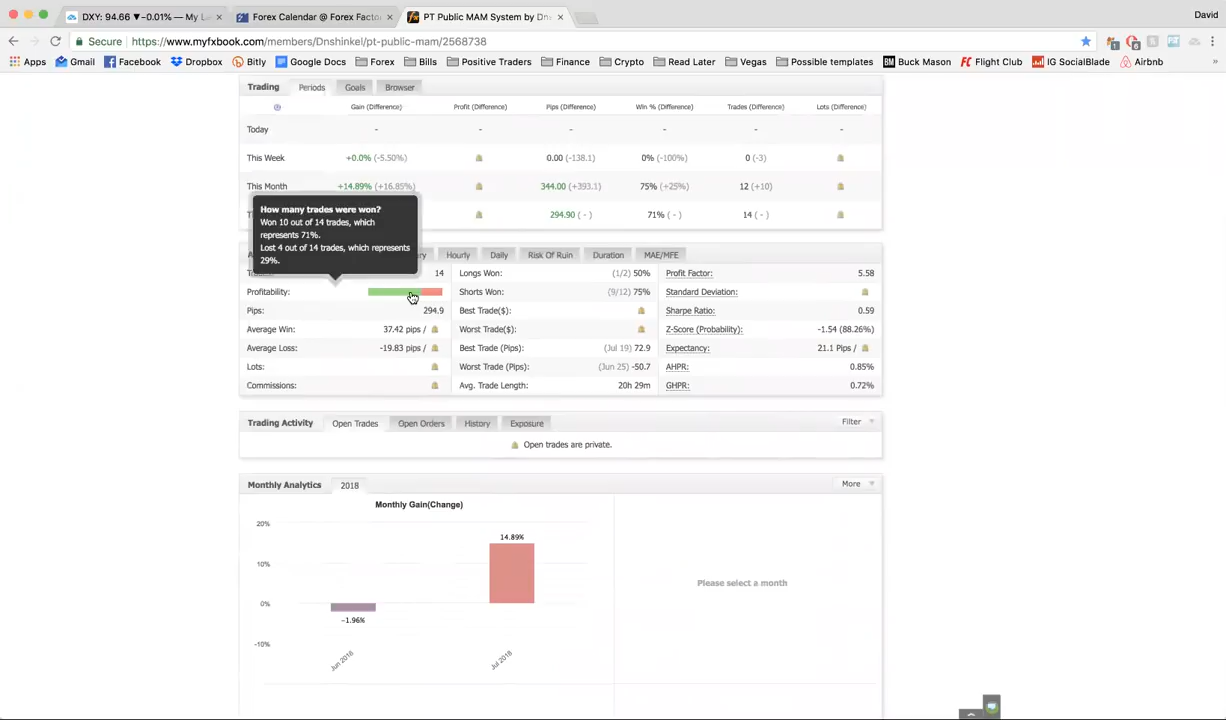 DXY: 94.66 ▼−0.01% — My L
Forex Calendar @ Forex Facto
PT Public MAM System by Dns
David
Secure
https://www.myfxbook.com/members/Dnshinkel/pt-public-mam/2568738
Apps
Gmail
Facebook
Dropbox
Bitly
Google Docs
Forex
Bills
Positive Traders
Finance
Crypto
Read Later
Vegas
Possible templates
Buck Mason
Flight Club
IG SocialBlade
Airbnb
Trading Periods Goals Browser
Gain (Difference) Profit (Difference) Pips (Difference) Win % (Difference) Trades (Difference) Lots (Difference)
Today - - - - - -
This Week +0.0% (-5.50%) 0.00 (-138.1) 0% (-100%) 0 (-3)
This Month +14.89% (+16.85%) 344.00 (+393.1) 75% (+25%) 12 (+10)
294.90 ( - ) 71% ( - ) 14 ( - )
How many trades were won?
Won 10 out of 14 trades, which
represents 71%.
Lost 4 out of 14 trades, which represents
29%.
Hourly Daily Risk Of Ruin Duration MAE/MFE
14 Longs Won: (1/2) 50% Profit Factor: 5.58
Profitability: Shorts Won: (9/12) 75% Standard Deviation:
Pips: 294.9 Best Trade($): Sharpe Ratio: 0.59
Average Win: 37.42 pips / Worst Trade($): Z-Score (Probability): -1.54 (88.26%)
Average Loss: -19.83 pips / Best Trade (Pips): (Jul 19) 72.9 Expectancy: 21.1 Pips /
Lots: Worst Trade (Pips): (Jun 25) -50.7 AHPR: 0.85%
Commissions: Avg. Trade Length: 20h 29m GHPR: 0.72%
Trading Activity Open Trades Open Orders History Exposure Filter
Open trades are private.
Monthly Analytics 2018 More
Monthly Gain(Change)
20%
14.89%
10%
Please select a month
0%
−1.96%
-10%
Jun 2018
Jul 2018